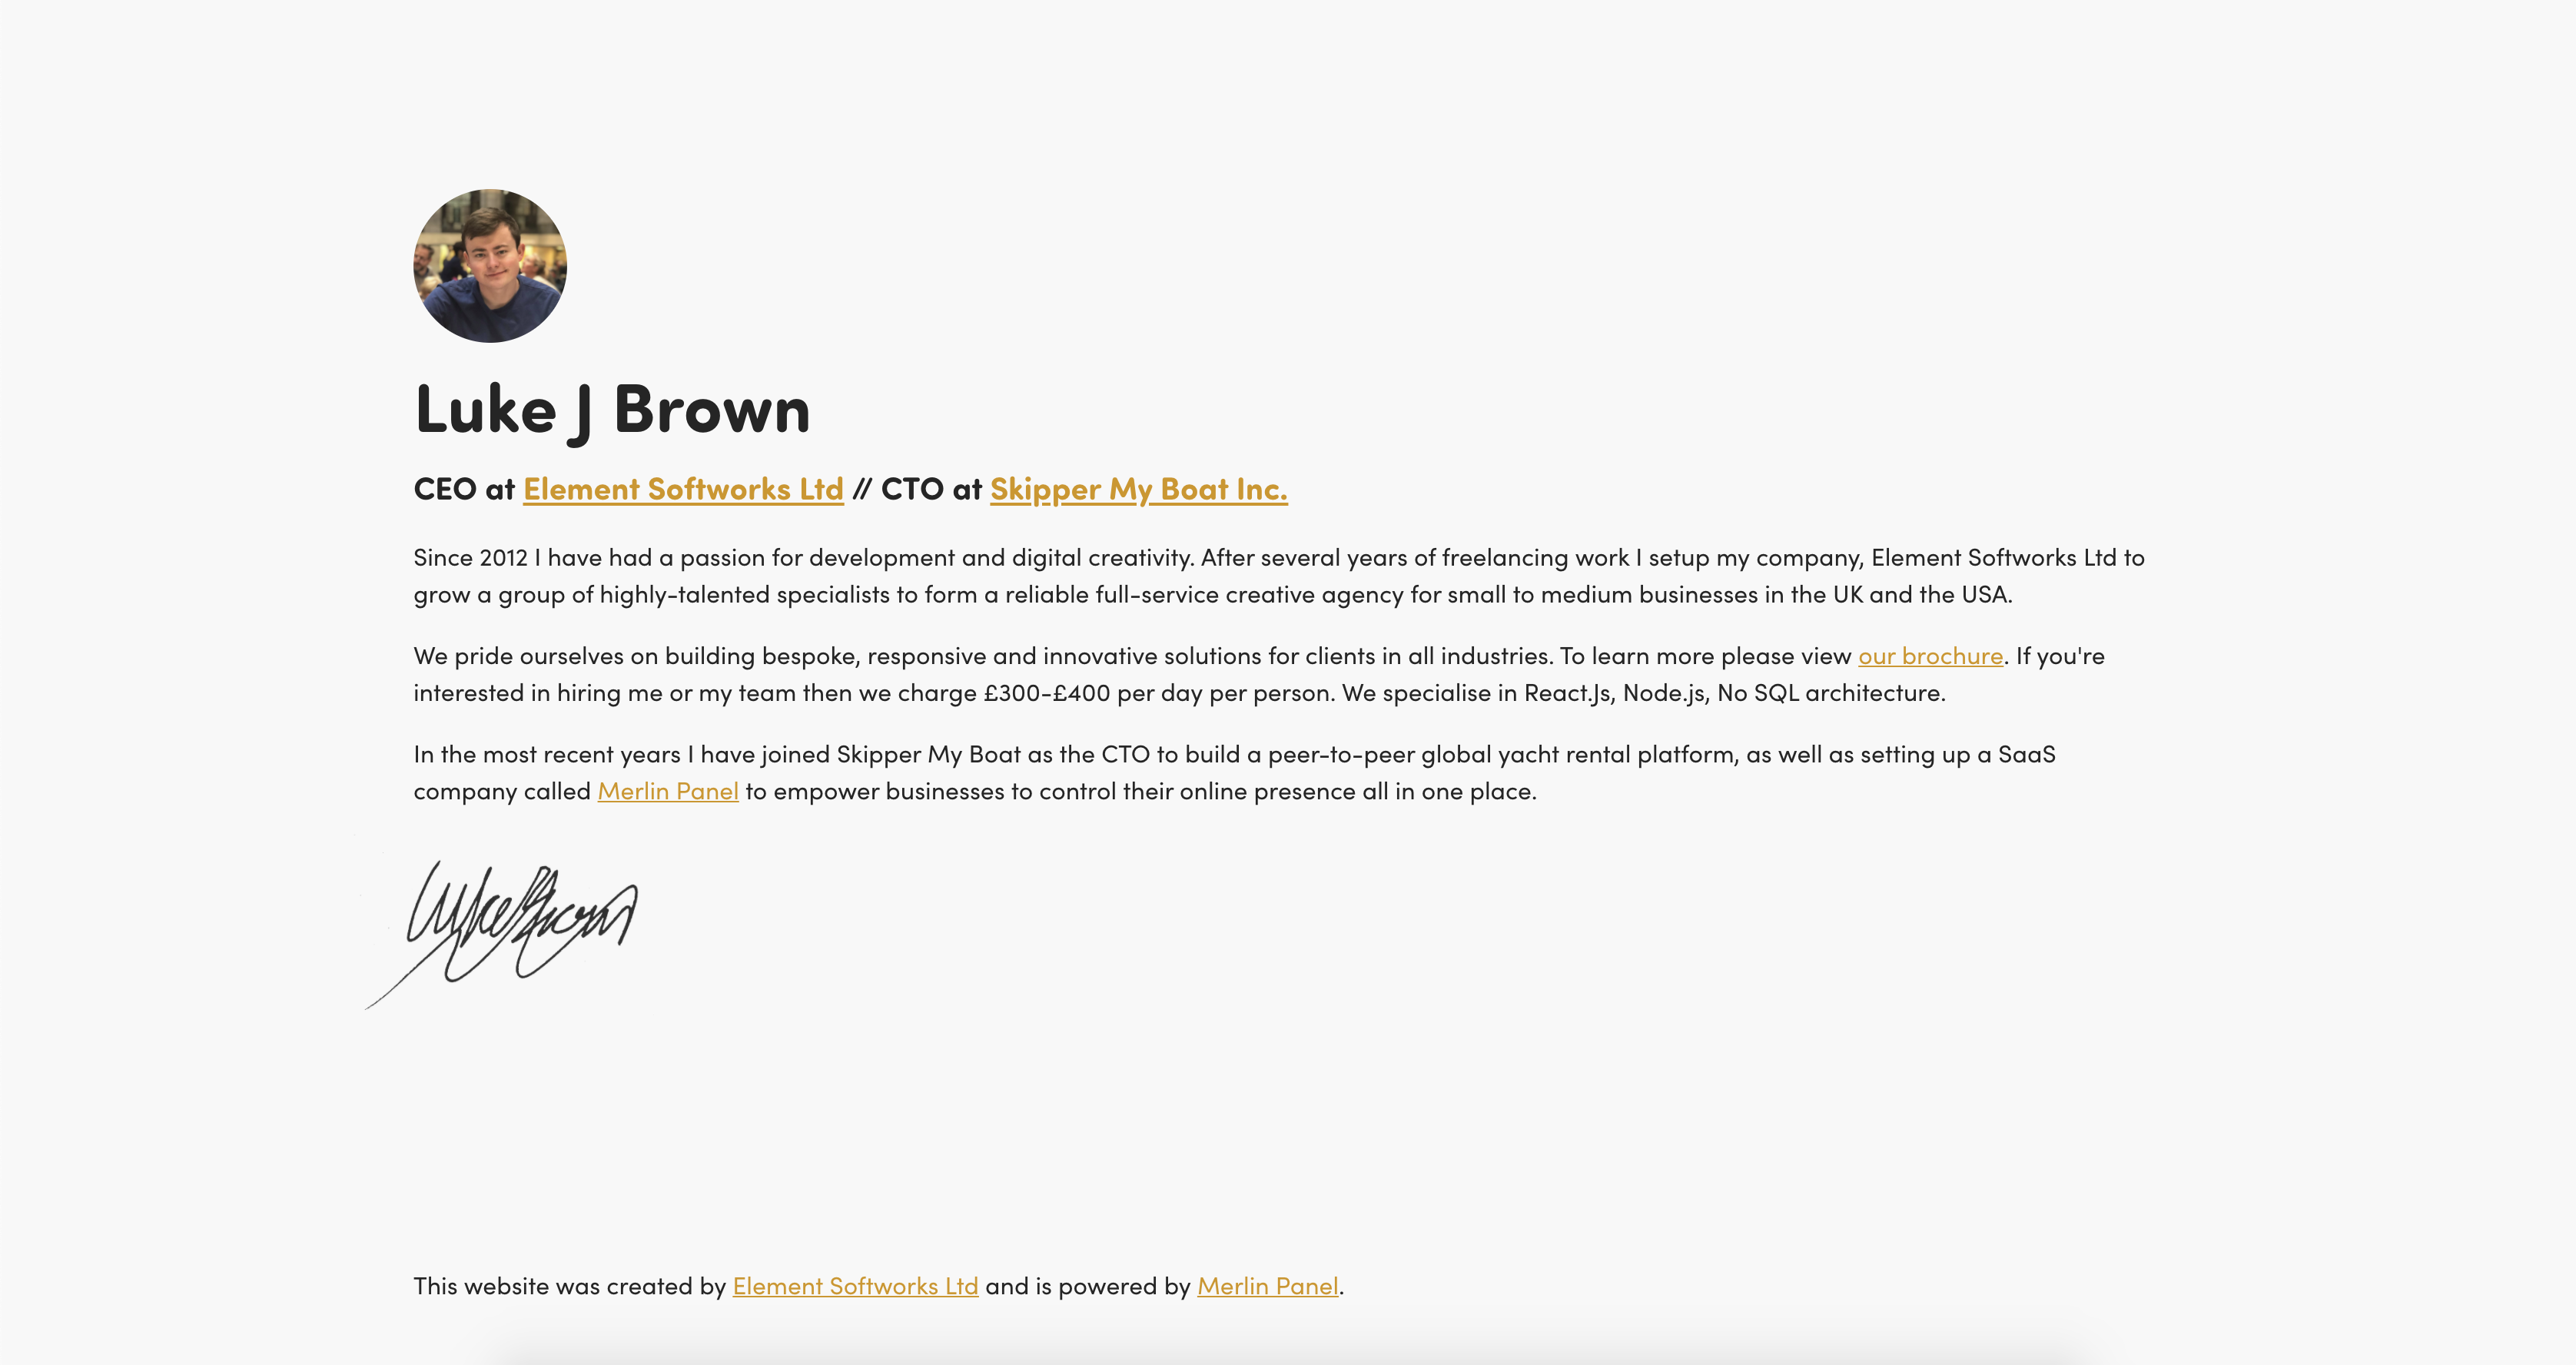 Luke J Brown
CEO at Element Softworks Ltd // CTO at Skipper My Boat Inc.
Since 2012 I have had a passion for development and digital creativity. After several years of freelancing work I setup my company, Element Softworks Ltd to
grow a group of highly-talented specialists to form a reliable full-service creative agency for small to medium businesses in the UK and the USA.
We pride ourselves on building bespoke, responsive and innovative solutions for clients in all industries. To learn more please view our brochure. If you're
interested in hiring me or my team then we charge £300-£400 per day per person. We specialise in React.Js, Node.js, No SQL architecture.
In the most recent years I have joined Skipper My Boat as the CTO to build a peer-to-peer global yacht rental platform, as well as setting up a SaaS
company called Merlin Panel to empower businesses to control their online presence all in one place.
Luke Brown
This website was created by Element Softworks Ltd and is powered by Merlin Panel.